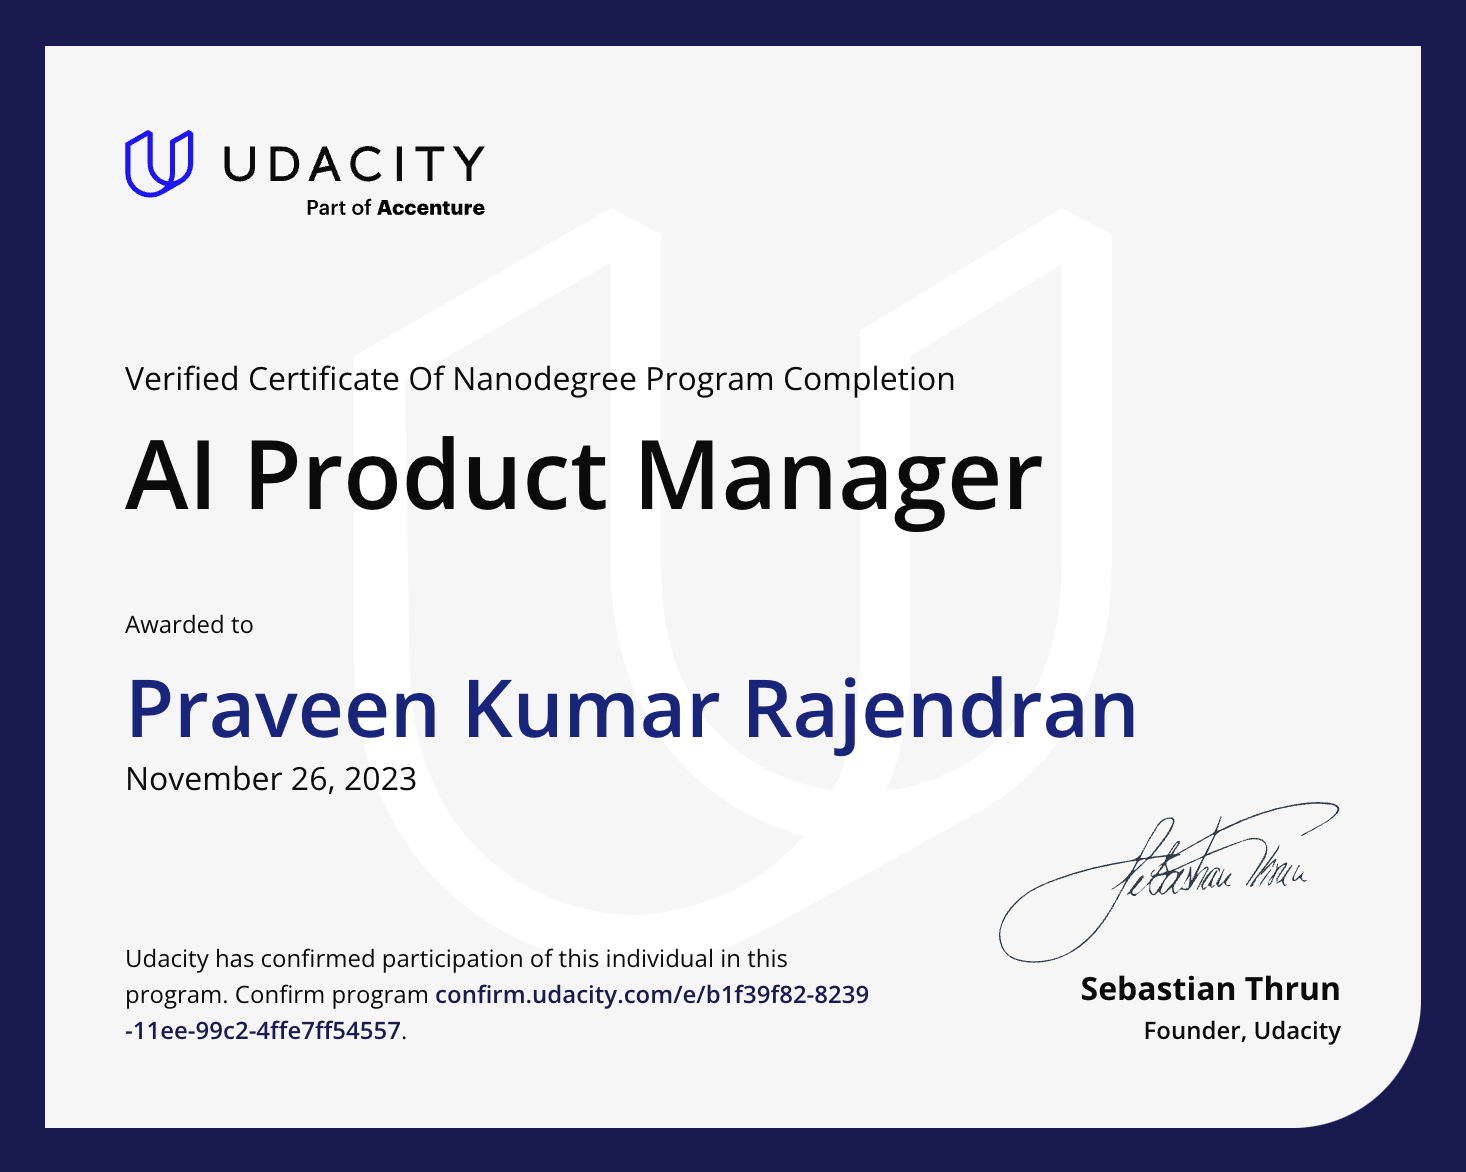 UDACITY
Part of Accenture
Verified Certificate Of Nanodegree Program Completion
AI Product Manager
Awarded to
Praveen Kumar Rajendran
November 26, 2023
Sebastian Thrun
Udacity has confirmed participation of this individual in this
program. Confirm program confirm.udacity.com/e/b1f39f82-8239
-11ee-99c2-4ffe7ff54557.
Sebastian Thrun
Founder, Udacity